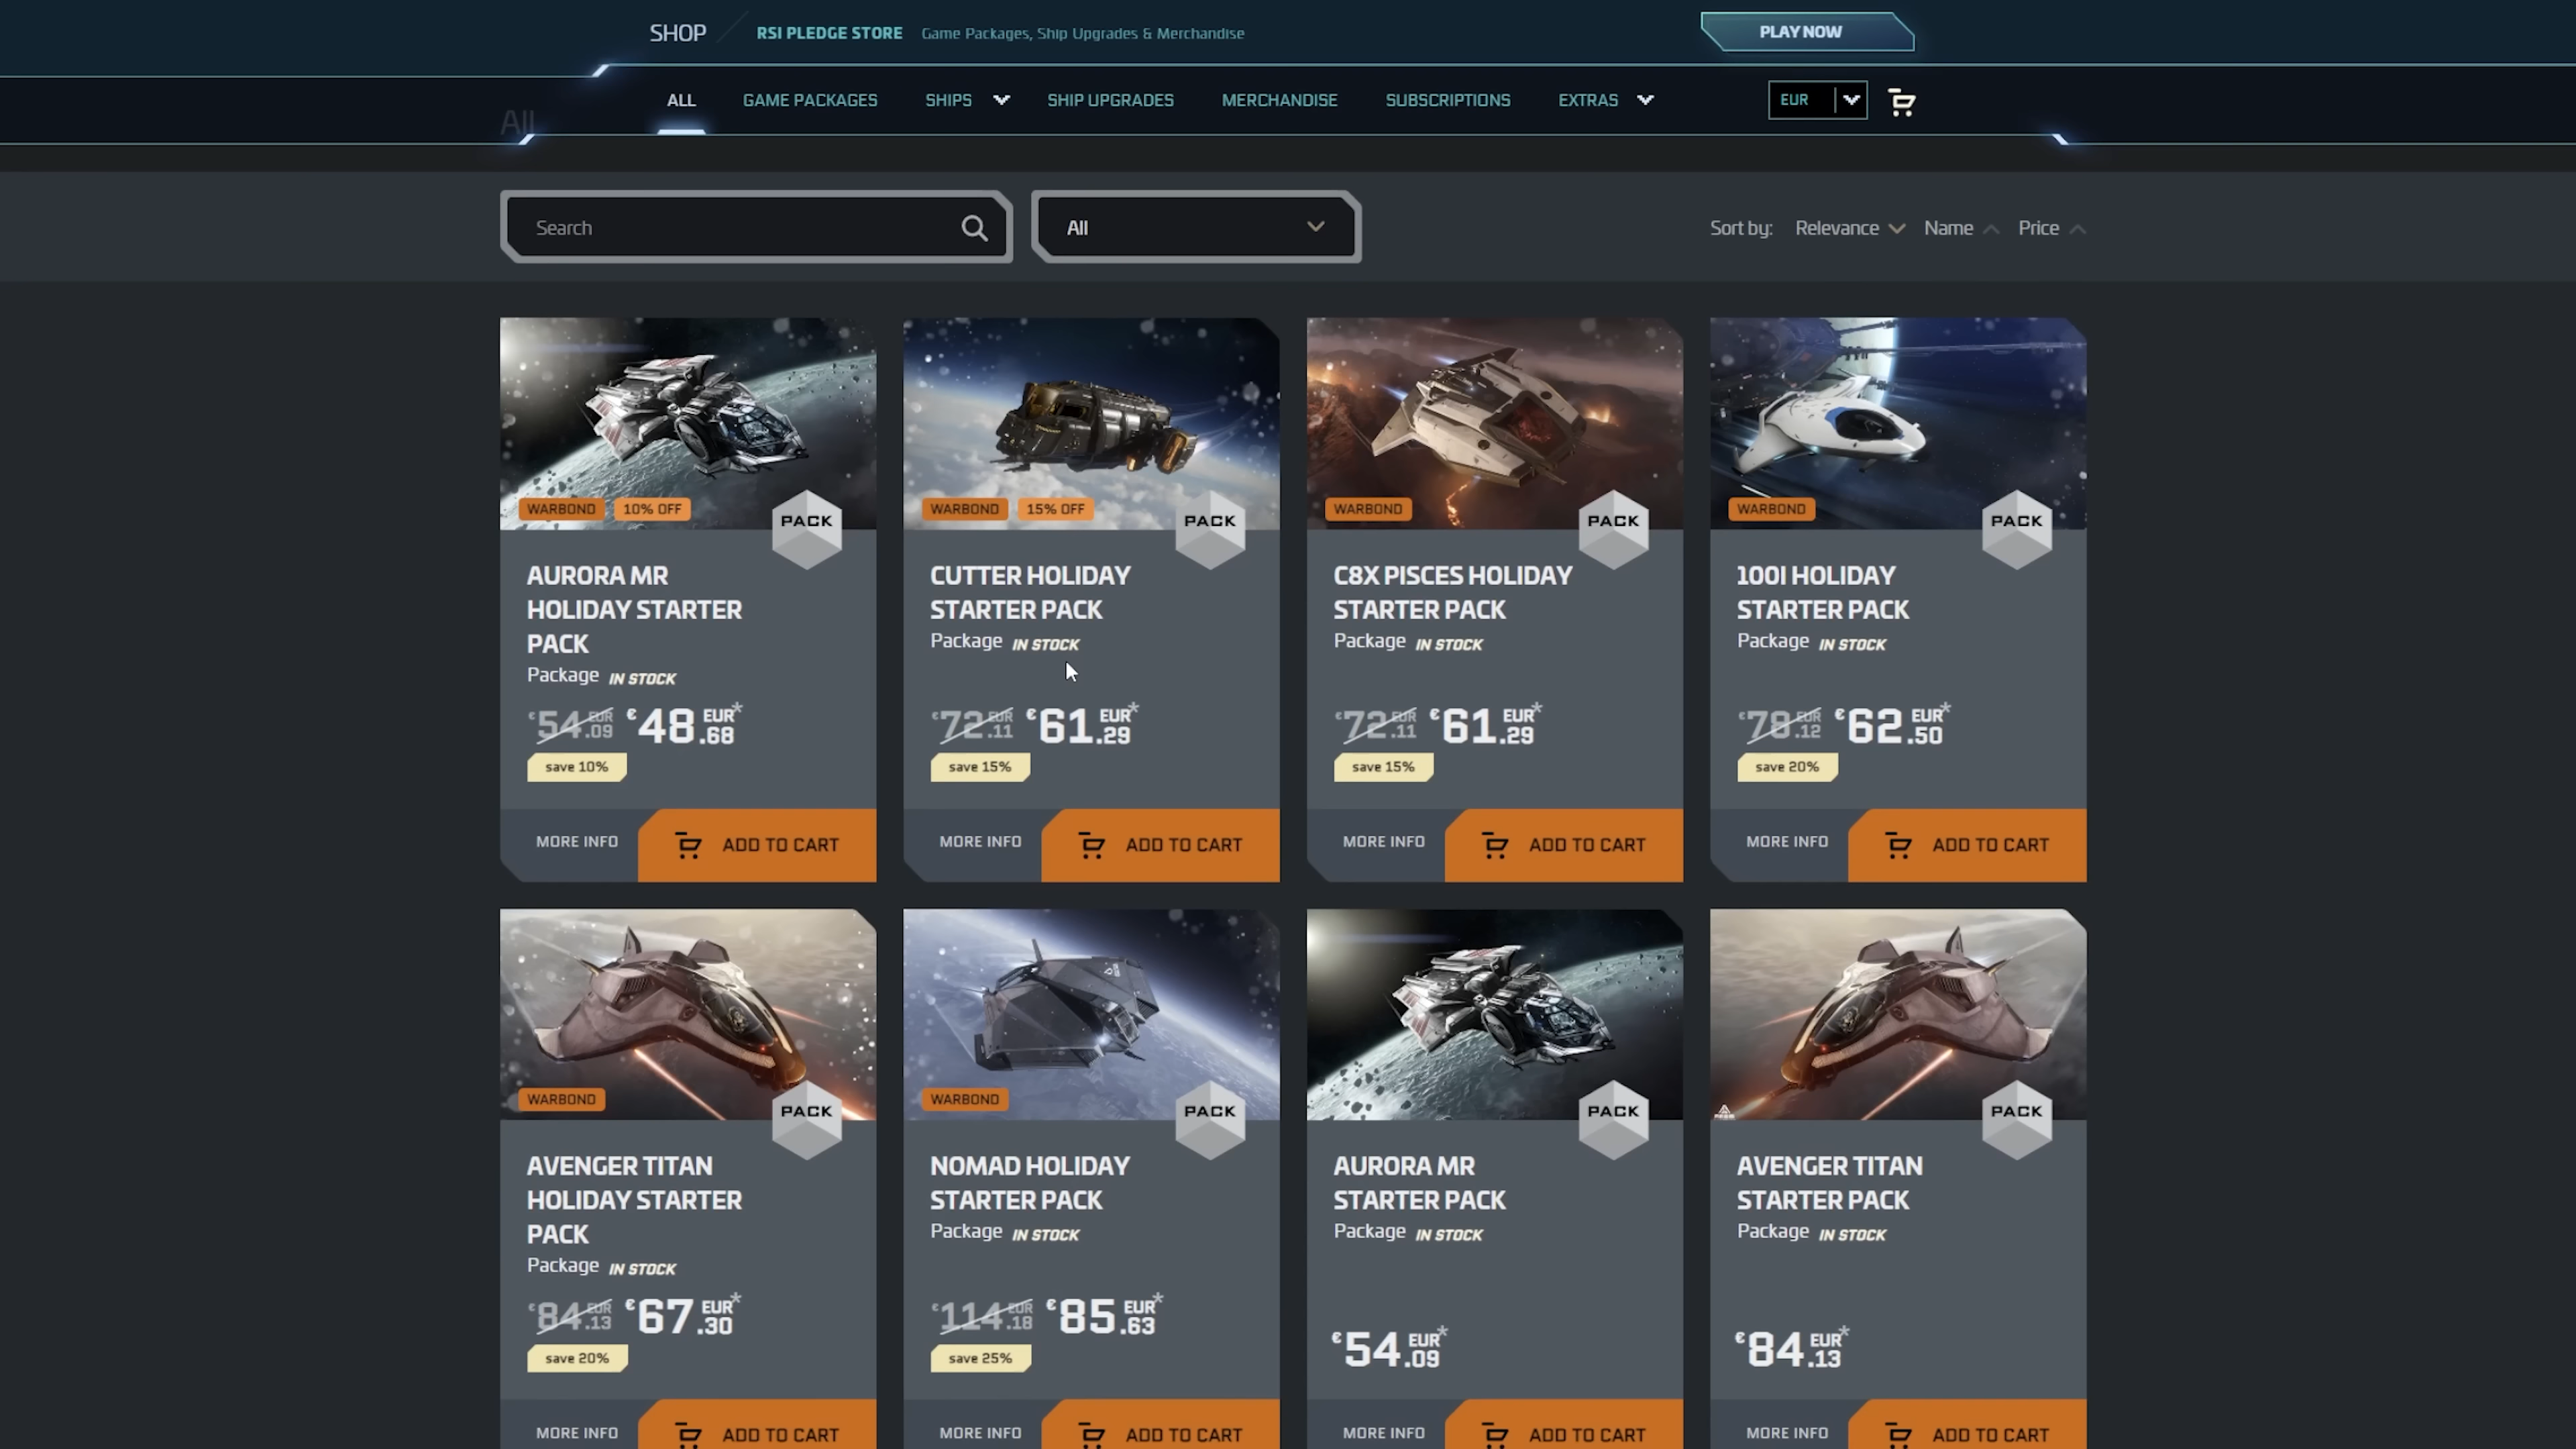 SHOP RSI PLEDGE STORE Game Packages, Ship Upgrades & Merchandise PLAY NOW
All
ALL GAME PACKAGES SHIPS SHIP UPGRADES MERCHANDISE SUBSCRIPTIONS EXTRAS EUR
Search All Sort by: Relevance Name Price
WARBOND 10% OFF PACK
AURORA MR
HOLIDAY STARTER
PACK
Package IN STOCK
€54.09 EUR €48.68 EUR*
save 10%
MORE INFO ADD TO CART
WARBOND 15% OFF PACK
CUTTER HOLIDAY
STARTER PACK
Package IN STOCK
€72.11 EUR €61.29 EUR*
save 15%
MORE INFO ADD TO CART
WARBOND PACK
C8X PISCES HOLIDAY
STARTER PACK
Package IN STOCK
€72.11 EUR €61.29 EUR*
save 15%
MORE INFO ADD TO CART
WARBOND PACK
100I HOLIDAY
STARTER PACK
Package IN STOCK
€78.12 EUR €62.50 EUR*
save 20%
MORE INFO ADD TO CART
WARBOND PACK
AVENGER TITAN
HOLIDAY STARTER
PACK
Package IN STOCK
€84.13 EUR €67.30 EUR*
save 20%
MORE INFO ADD TO CART
WARBOND PACK
NOMAD HOLIDAY
STARTER PACK
Package IN STOCK
€114.18 EUR €85.63 EUR*
save 25%
MORE INFO ADD TO CART
PACK
AURORA MR
STARTER PACK
Package IN STOCK
€54.09 EUR*
MORE INFO ADD TO CART
PACK
AVENGER TITAN
STARTER PACK
Package IN STOCK
€84.13 EUR*
MORE INFO ADD TO CART